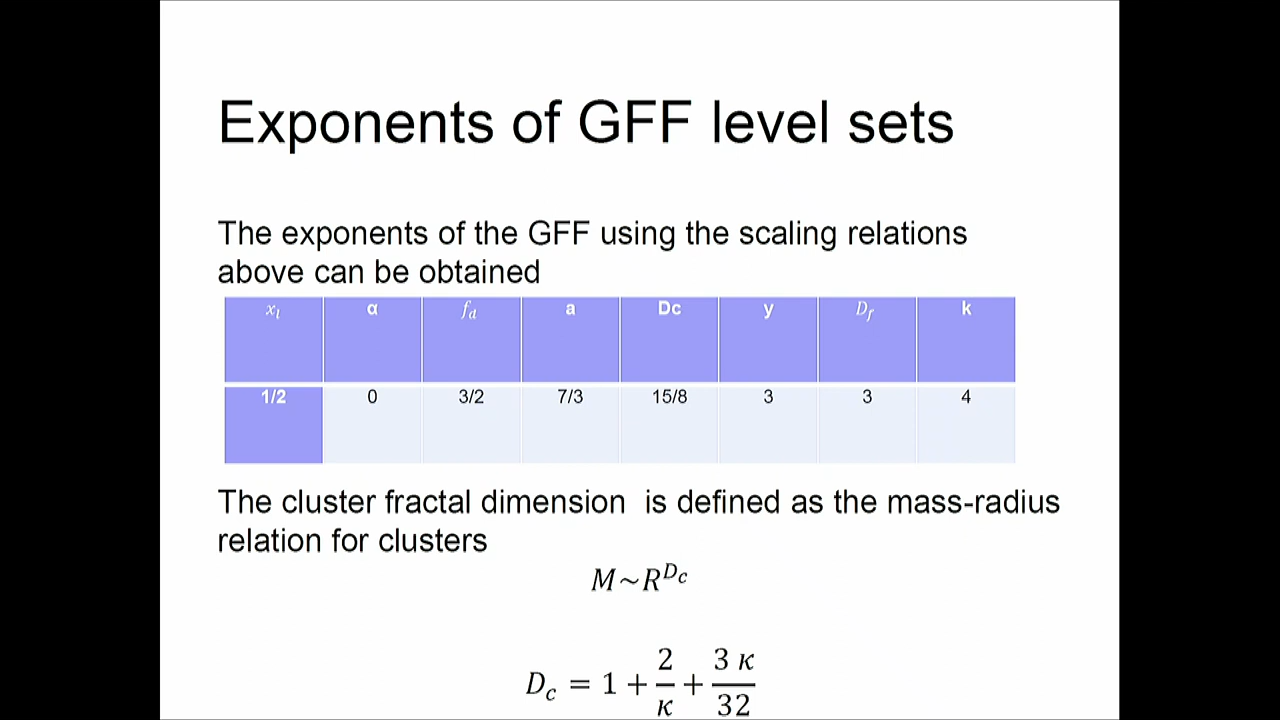 Exponents of GFF level sets
The exponents of the GFF using the scaling relations
above can be obtained
x_l α f_d a Dc y D_f k
1/2 0 3/2 7/3 15/8 3 3 4
The cluster fractal dimension is defined as the mass-radius
relation for clusters
M~R^{D_c}
D_c = 1 + 2/κ + 3 κ/32